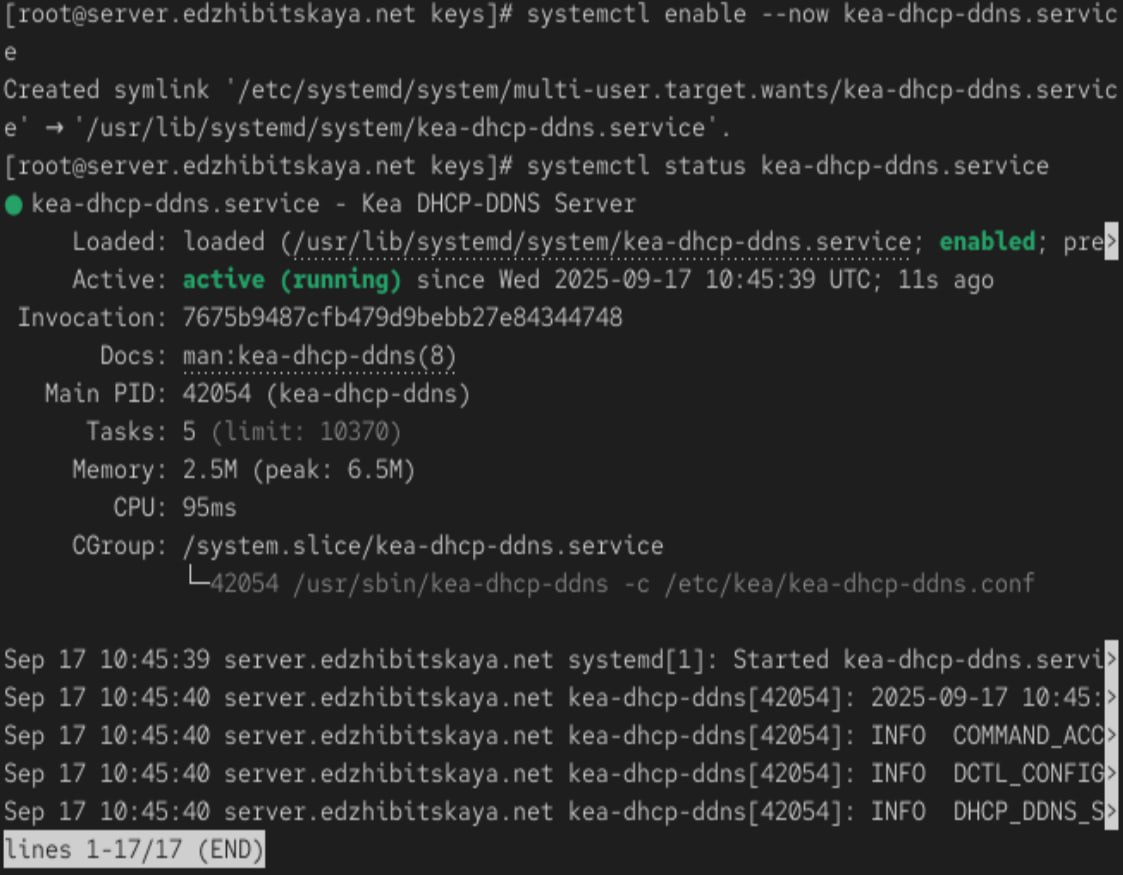 [root@server.edzhibitskaya.net keys]# systemctl enable --now kea-dhcp-ddns.servic
e
Created symlink '/etc/systemd/system/multi-user.target.wants/kea-dhcp-ddns.servic
e' → '/usr/lib/systemd/system/kea-dhcp-ddns.service'.
[root@server.edzhibitskaya.net keys]# systemctl status kea-dhcp-ddns.service
● kea-dhcp-ddns.service - Kea DHCP-DDNS Server
     Loaded: loaded (/usr/lib/systemd/system/kea-dhcp-ddns.service; enabled; pre>
     Active: active (running) since Wed 2025-09-17 10:45:39 UTC; 11s ago
 Invocation: 7675b9487cfb479d9bebb27e84344748
       Docs: man:kea-dhcp-ddns(8)
   Main PID: 42054 (kea-dhcp-ddns)
      Tasks: 5 (limit: 10370)
     Memory: 2.5M (peak: 6.5M)
        CPU: 95ms
     CGroup: /system.slice/kea-dhcp-ddns.service
             └─42054 /usr/sbin/kea-dhcp-ddns -c /etc/kea/kea-dhcp-ddns.conf
Sep 17 10:45:39 server.edzhibitskaya.net systemd[1]: Started kea-dhcp-ddns.servi>
Sep 17 10:45:40 server.edzhibitskaya.net kea-dhcp-ddns[42054]: 2025-09-17 10:45:>
Sep 17 10:45:40 server.edzhibitskaya.net kea-dhcp-ddns[42054]: INFO  COMMAND_ACC>
Sep 17 10:45:40 server.edzhibitskaya.net kea-dhcp-ddns[42054]: INFO  DCTL_CONFIG>
Sep 17 10:45:40 server.edzhibitskaya.net kea-dhcp-ddns[42054]: INFO  DHCP_DDNS_S>
lines 1-17/17 (END)